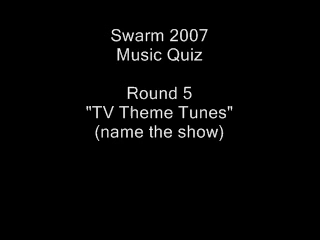 Swarm 2007
Music Quiz
Round 5
"TV Theme Tunes"
(name the show)